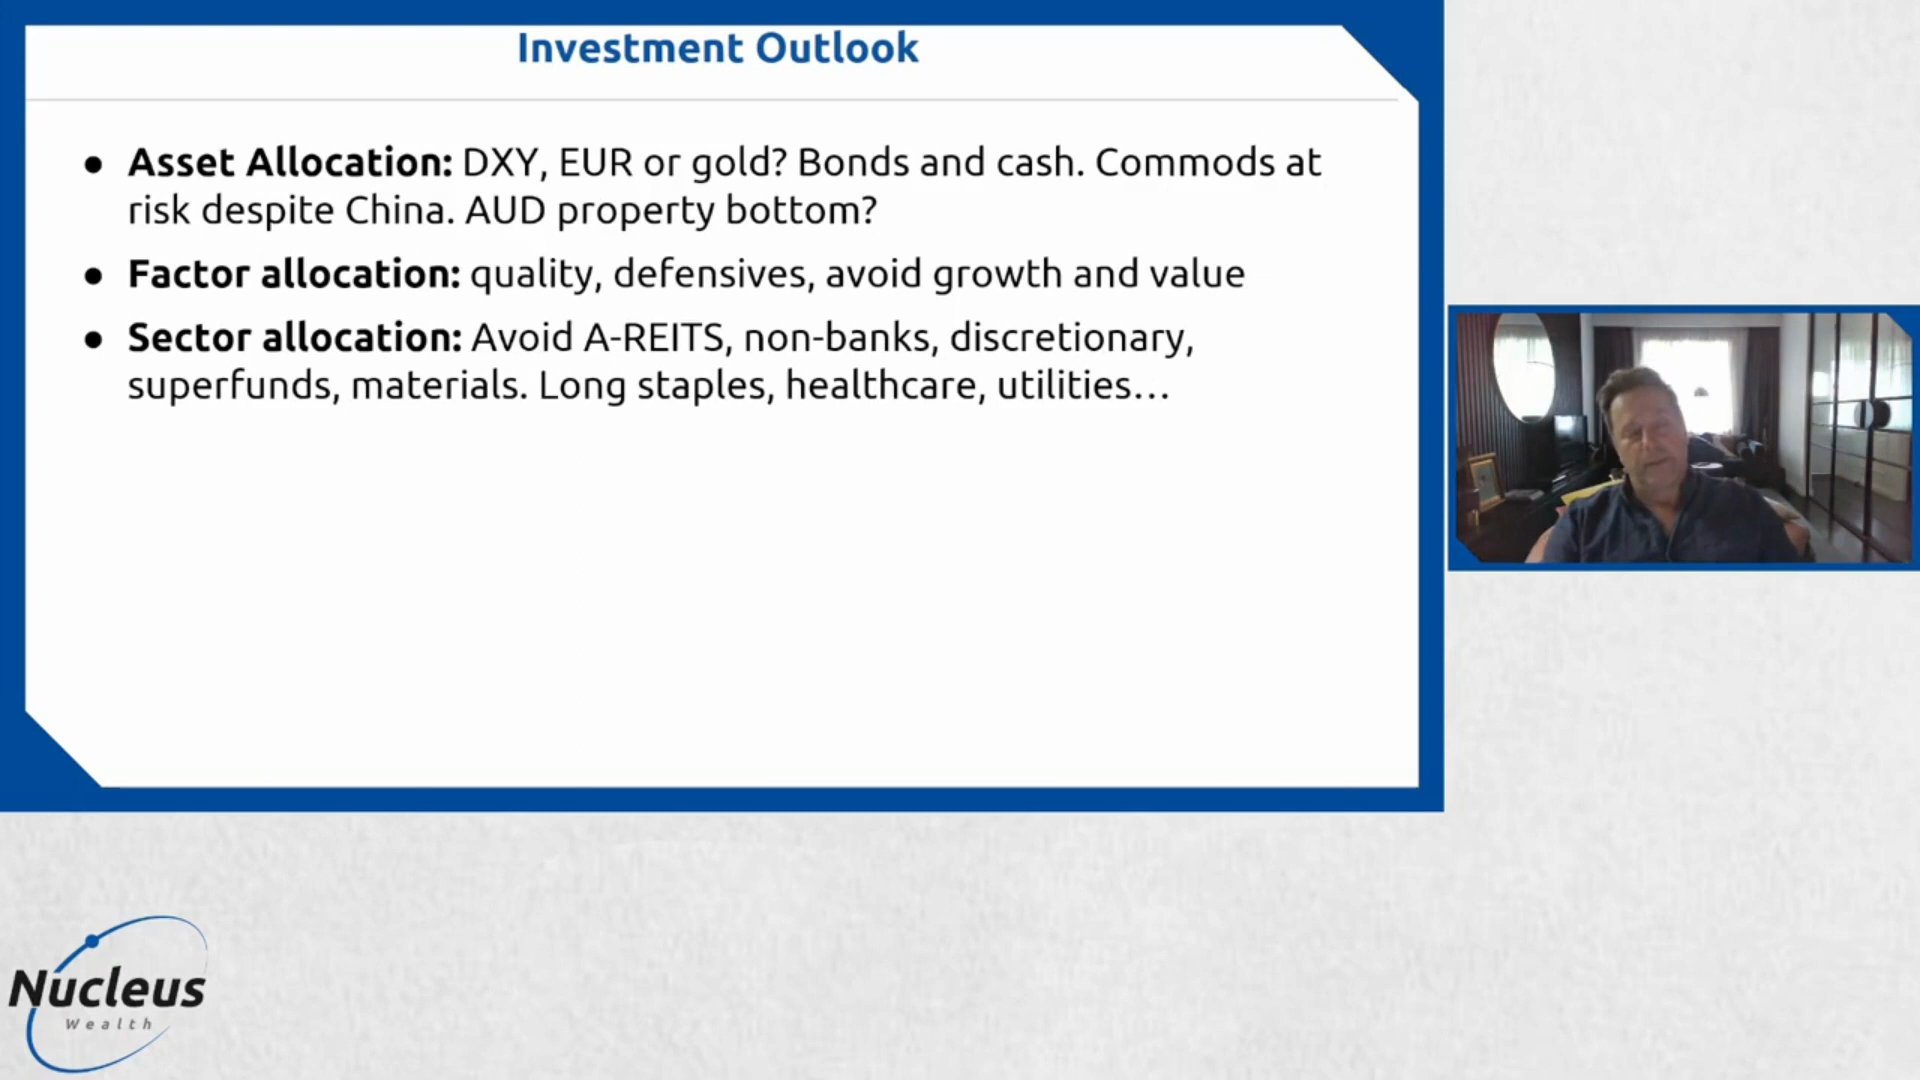 Investment Outlook
● Asset Allocation: DXY, EUR or gold? Bonds and cash. Commods at
risk despite China. AUD property bottom?
● Factor allocation: quality, defensives, avoid growth and value
● Sector allocation: Avoid A-REITS, non-banks, discretionary,
superfunds, materials. Long staples, healthcare, utilities…
Nucleus
Wealth